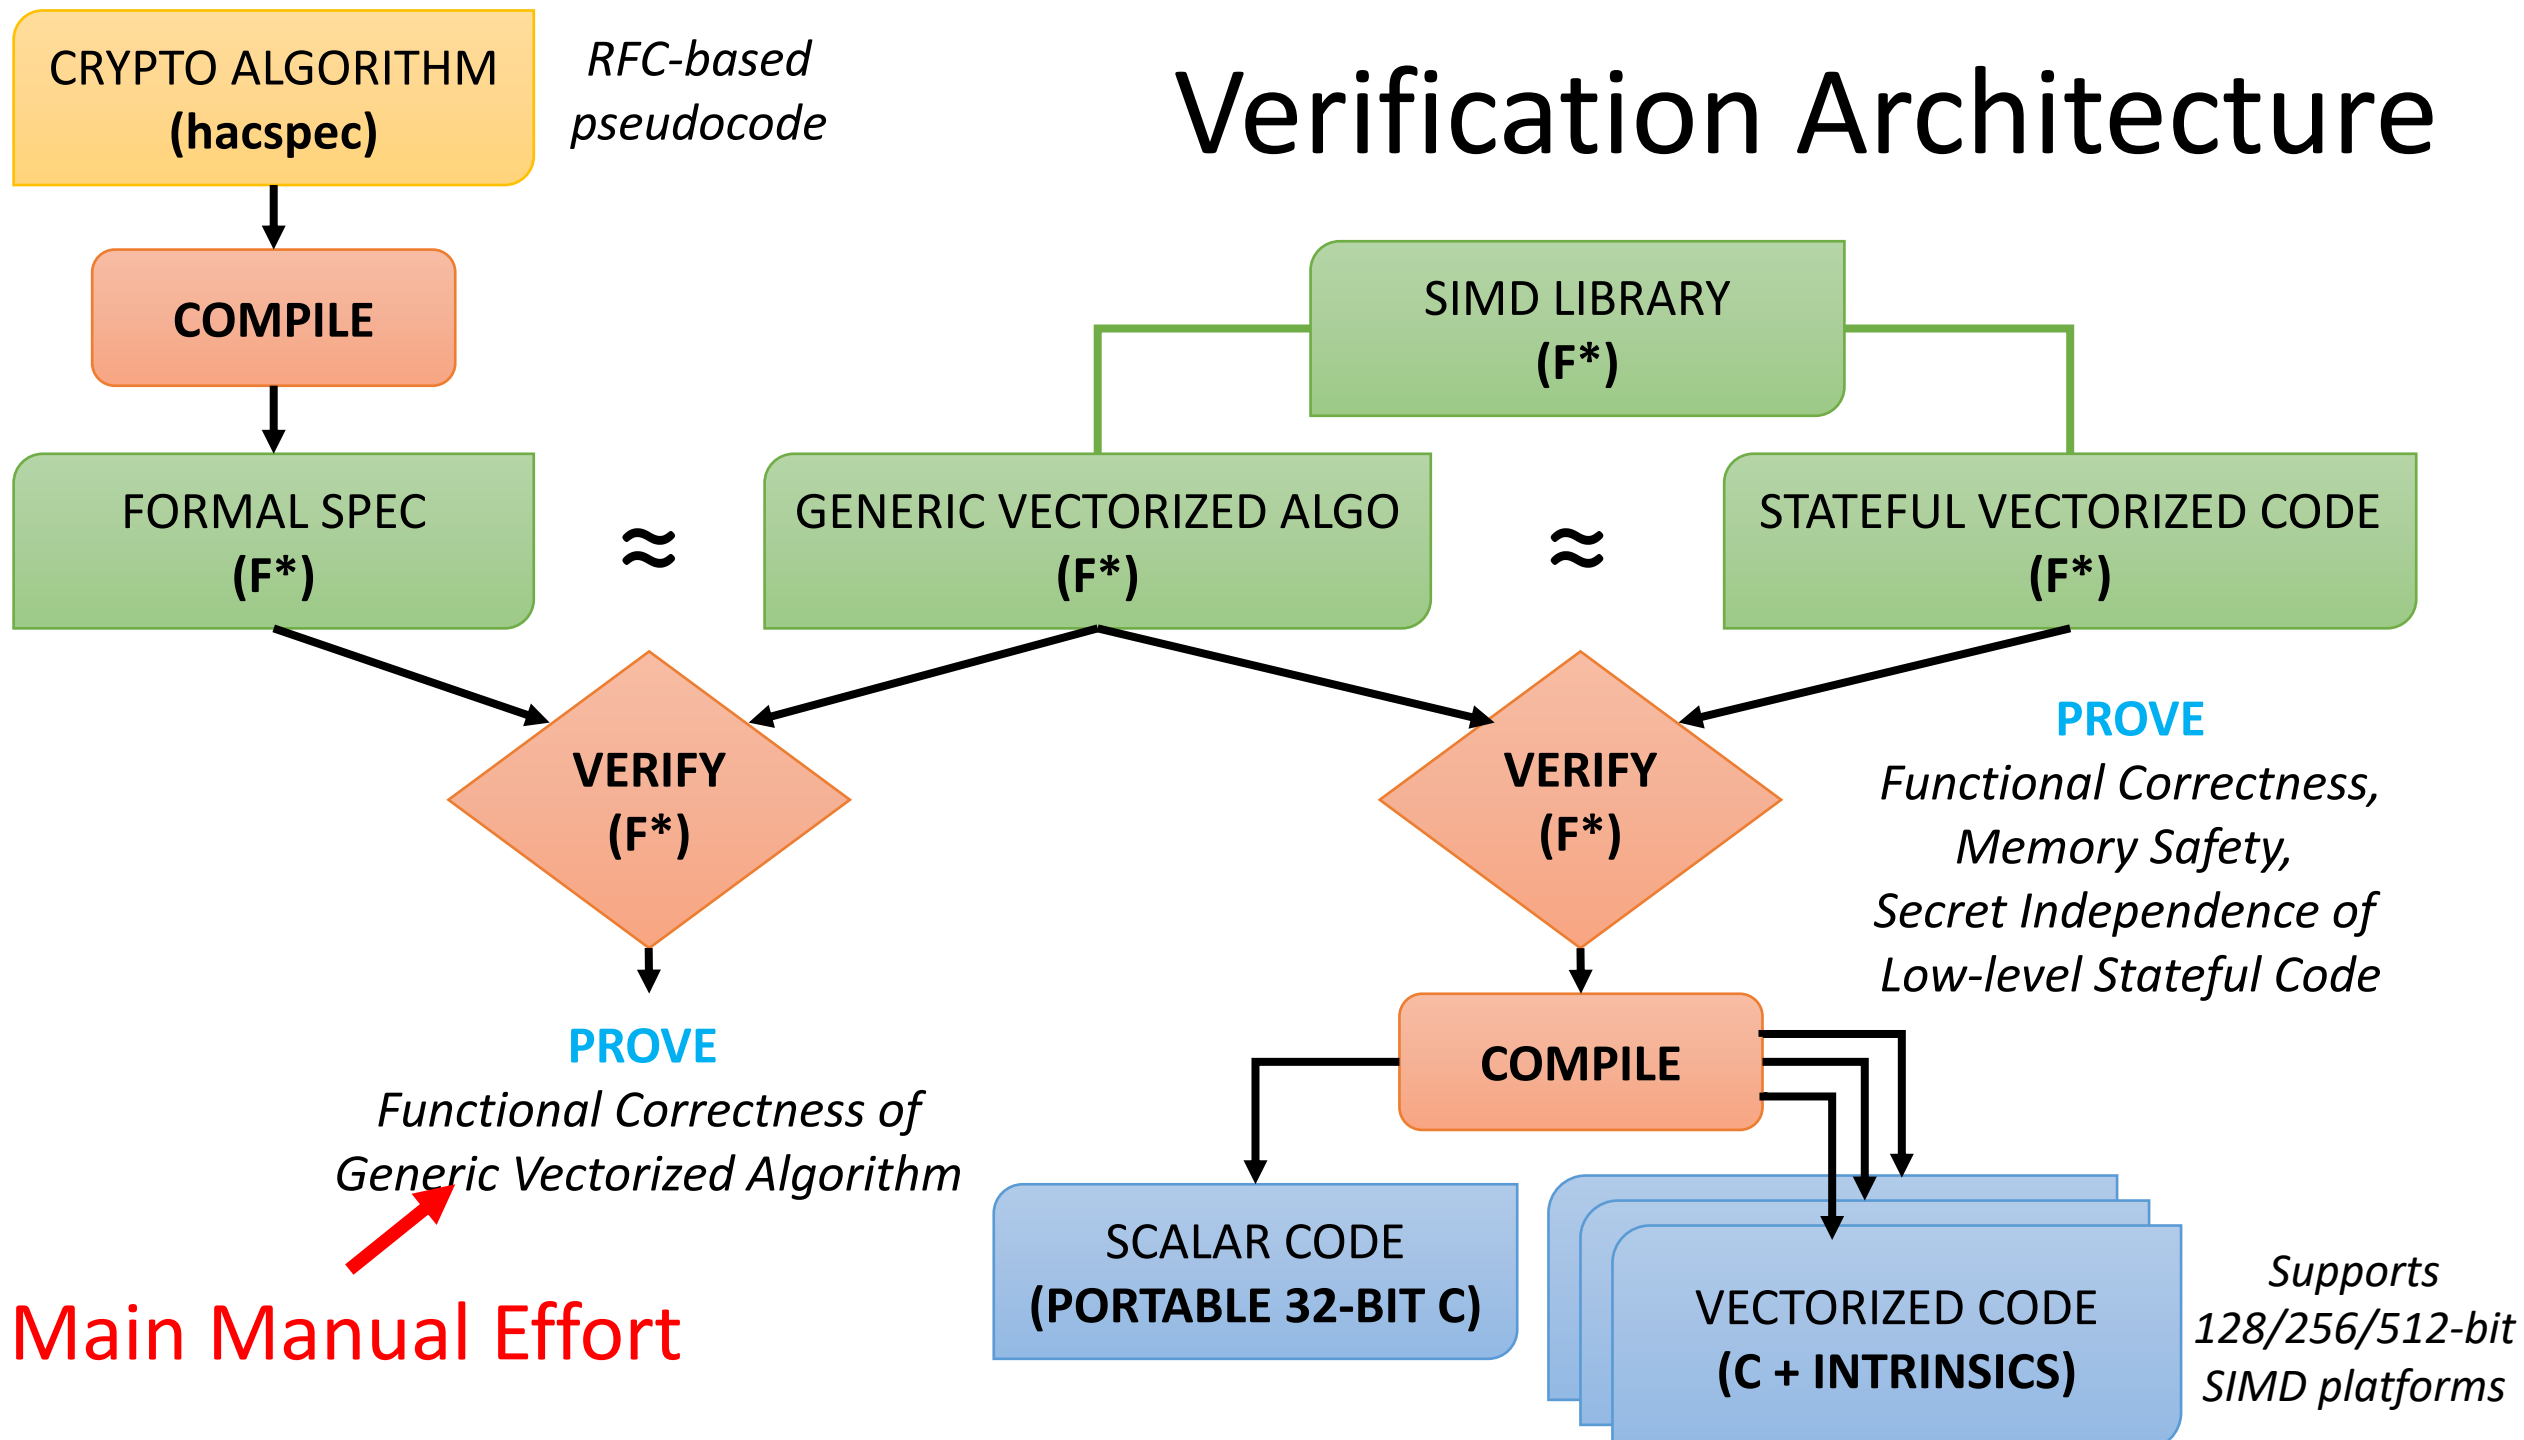 CRYPTO ALGORITHM
(hacspec)
RFC-based
pseudocode
Verification Architecture
COMPILE
SIMD LIBRARY
(F*)
FORMAL SPEC
(F*)
≈
GENERIC VECTORIZED ALGO
(F*)
≈
STATEFUL VECTORIZED CODE
(F*)
VERIFY
(F*)
VERIFY
(F*)
PROVE
Functional Correctness,
Memory Safety,
Secret Independence of
Low-level Stateful Code
PROVE
Functional Correctness of
Generic Vectorized Algorithm
COMPILE
Main Manual Effort
SCALAR CODE
(PORTABLE 32-BIT C)
VECTORIZED CODE
(C + INTRINSICS)
Supports
128/256/512-bit
SIMD platforms